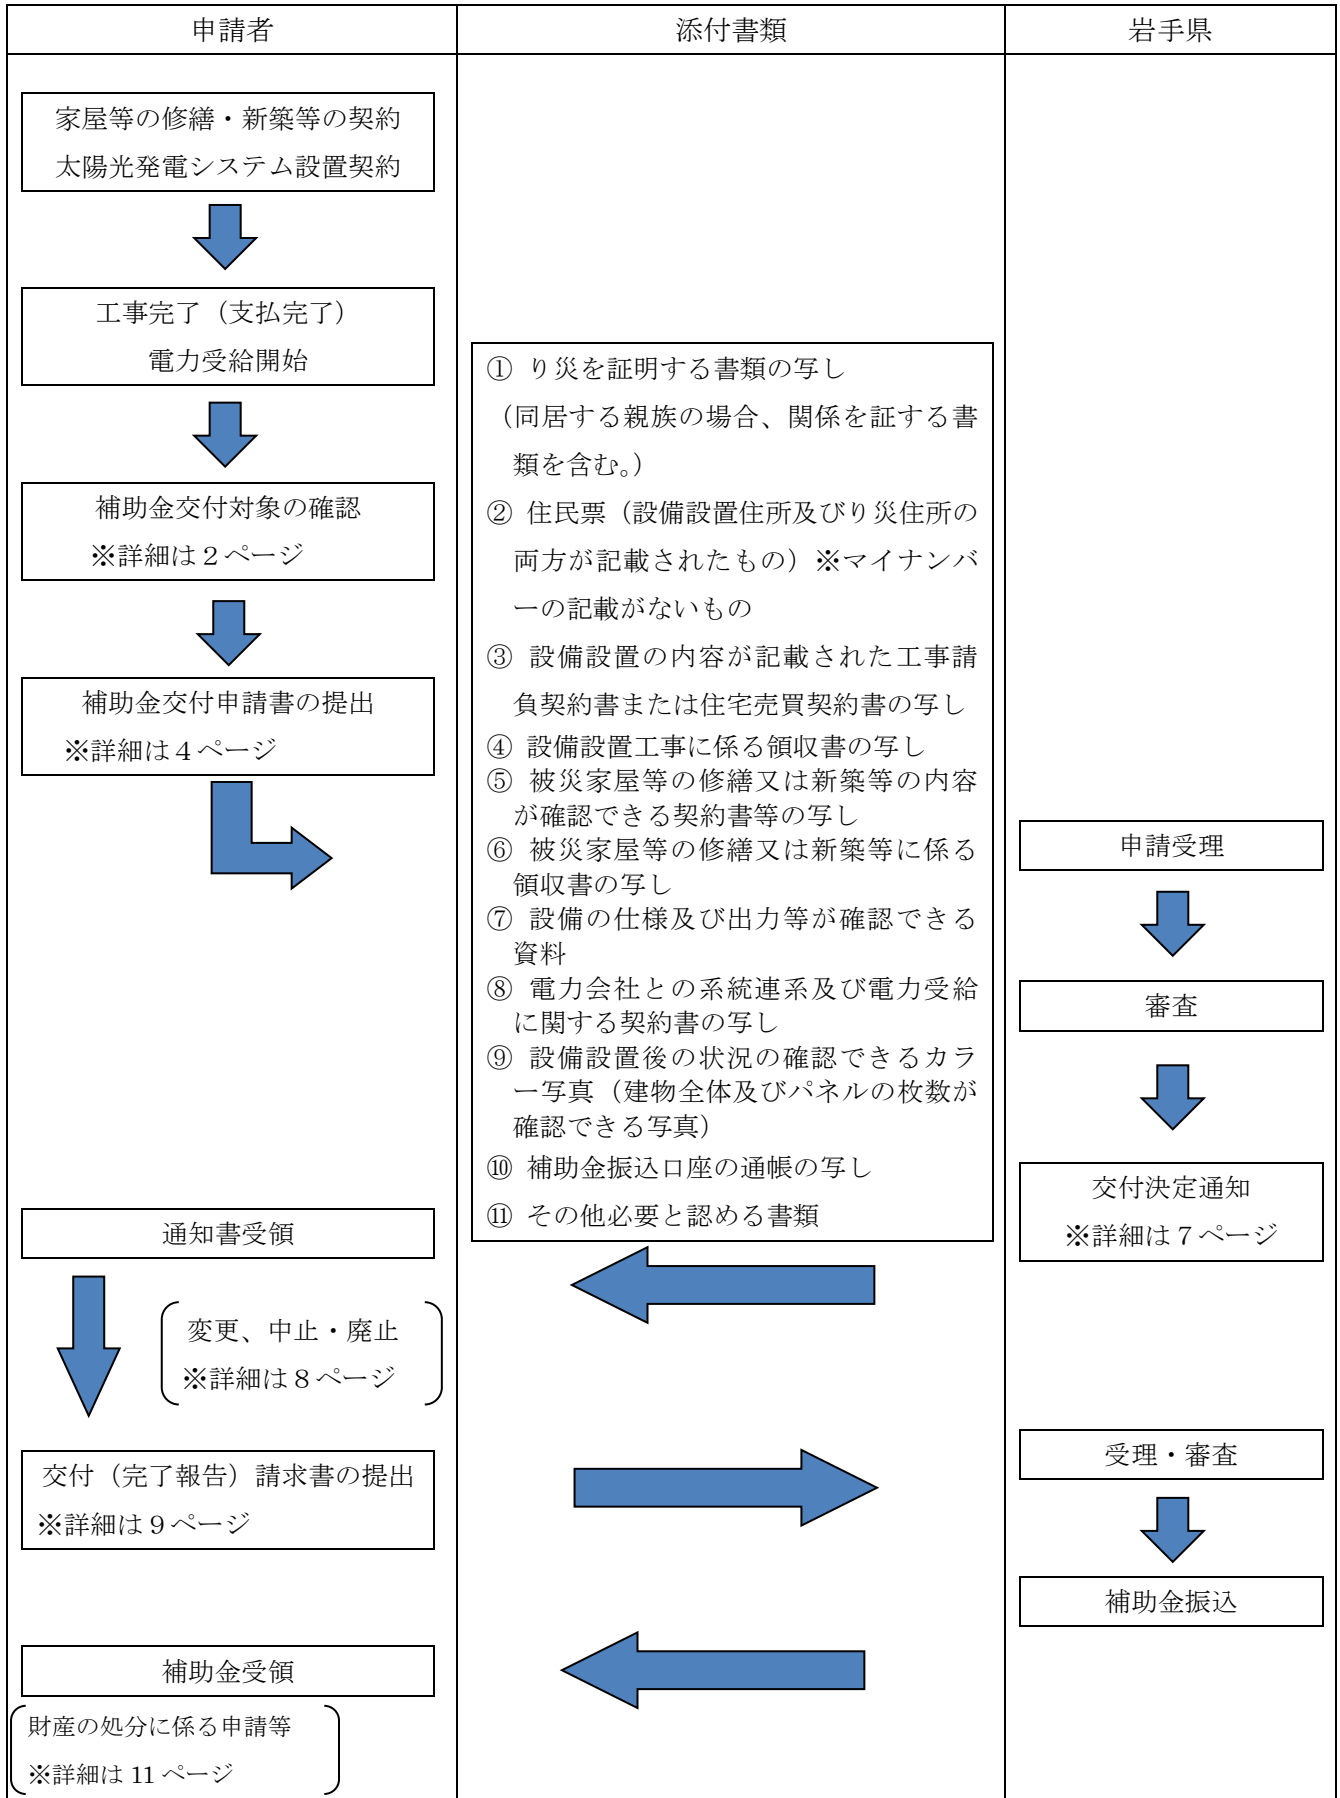 申請者
添付書類
岩手県
家屋等の修繕・新築等の契約
太陽光発電システム設置契約
工事完了（支払完了）
電力受給開始
補助金交付対象の確認
※詳細は２ページ
補助金交付申請書の提出
※詳細は４ページ
① り災を証明する書類の写し
（同居する親族の場合、関係を証する書
類を含む。）
② 住民票（設備設置住所及びり災住所の
両方が記載されたもの）※マイナンバ
ーの記載がないもの
③ 設備設置の内容が記載された工事請
負契約書または住宅売買契約書の写し
④ 設備設置工事に係る領収書の写し
⑤ 被災家屋等の修繕又は新築等の内容
が確認できる契約書等の写し
⑥ 被災家屋等の修繕又は新築等に係る
領収書の写し
⑦ 設備の仕様及び出力等が確認できる
資料
⑧ 電力会社との系統連系及び電力受給
に関する契約書の写し
⑨ 設備設置後の状況の確認できるカラ
ー写真（建物全体及びパネルの枚数が
確認できる写真）
⑩ 補助金振込口座の通帳の写し
⑪ その他必要と認める書類
申請受理
審査
交付決定通知
※詳細は７ページ
通知書受領
変更、中止・廃止
※詳細は８ページ
交付（完了報告）請求書の提出
※詳細は９ページ
受理・審査
補助金振込
補助金受領
財産の処分に係る申請等
※詳細は 11 ページ